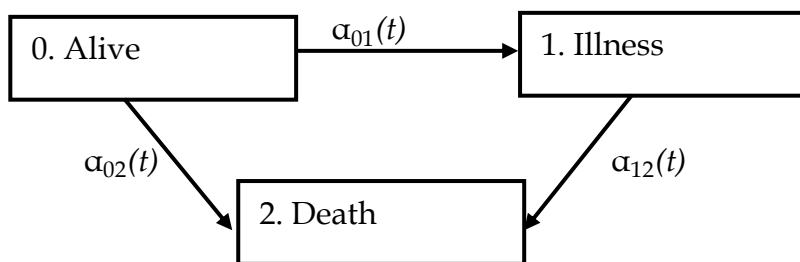 α₀₁(t)
0. Alive
1. Illness
α₀₂(t)
α₁₂(t)
2. Death